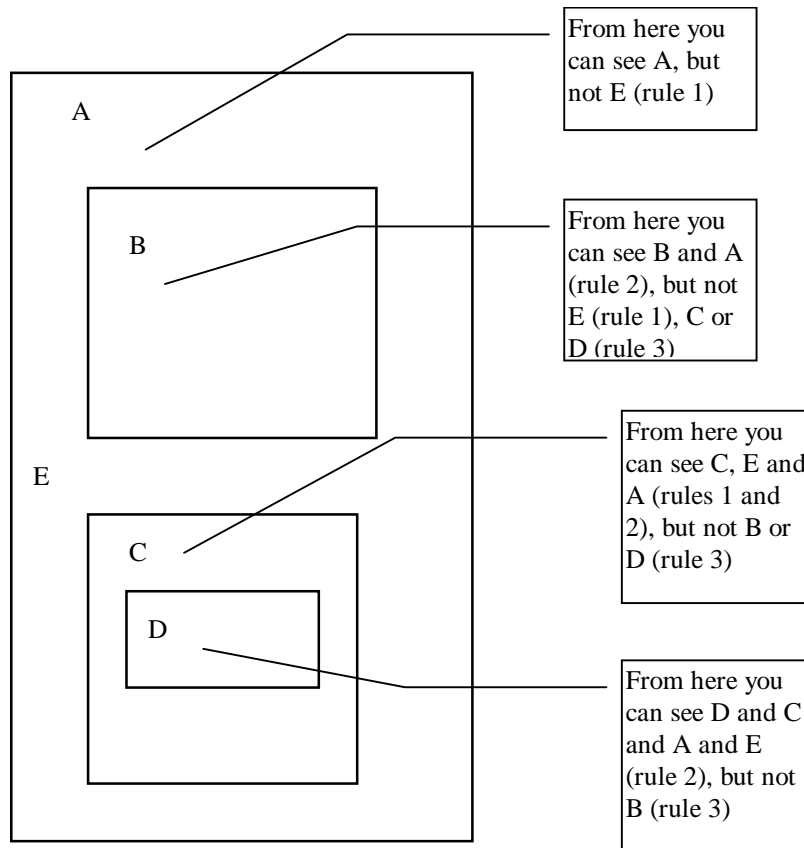 From here you
can see A, but
not E (rule 1)
A
From here you
can see B and A
(rule 2), but not
E (rule 1), C or
D (rule 3)
B
From here you
can see C, E and
A (rules 1 and
2), but not B or
D (rule 3)
E
C
D
From here you
can see D and C
and A and E
(rule 2), but not
B (rule 3)